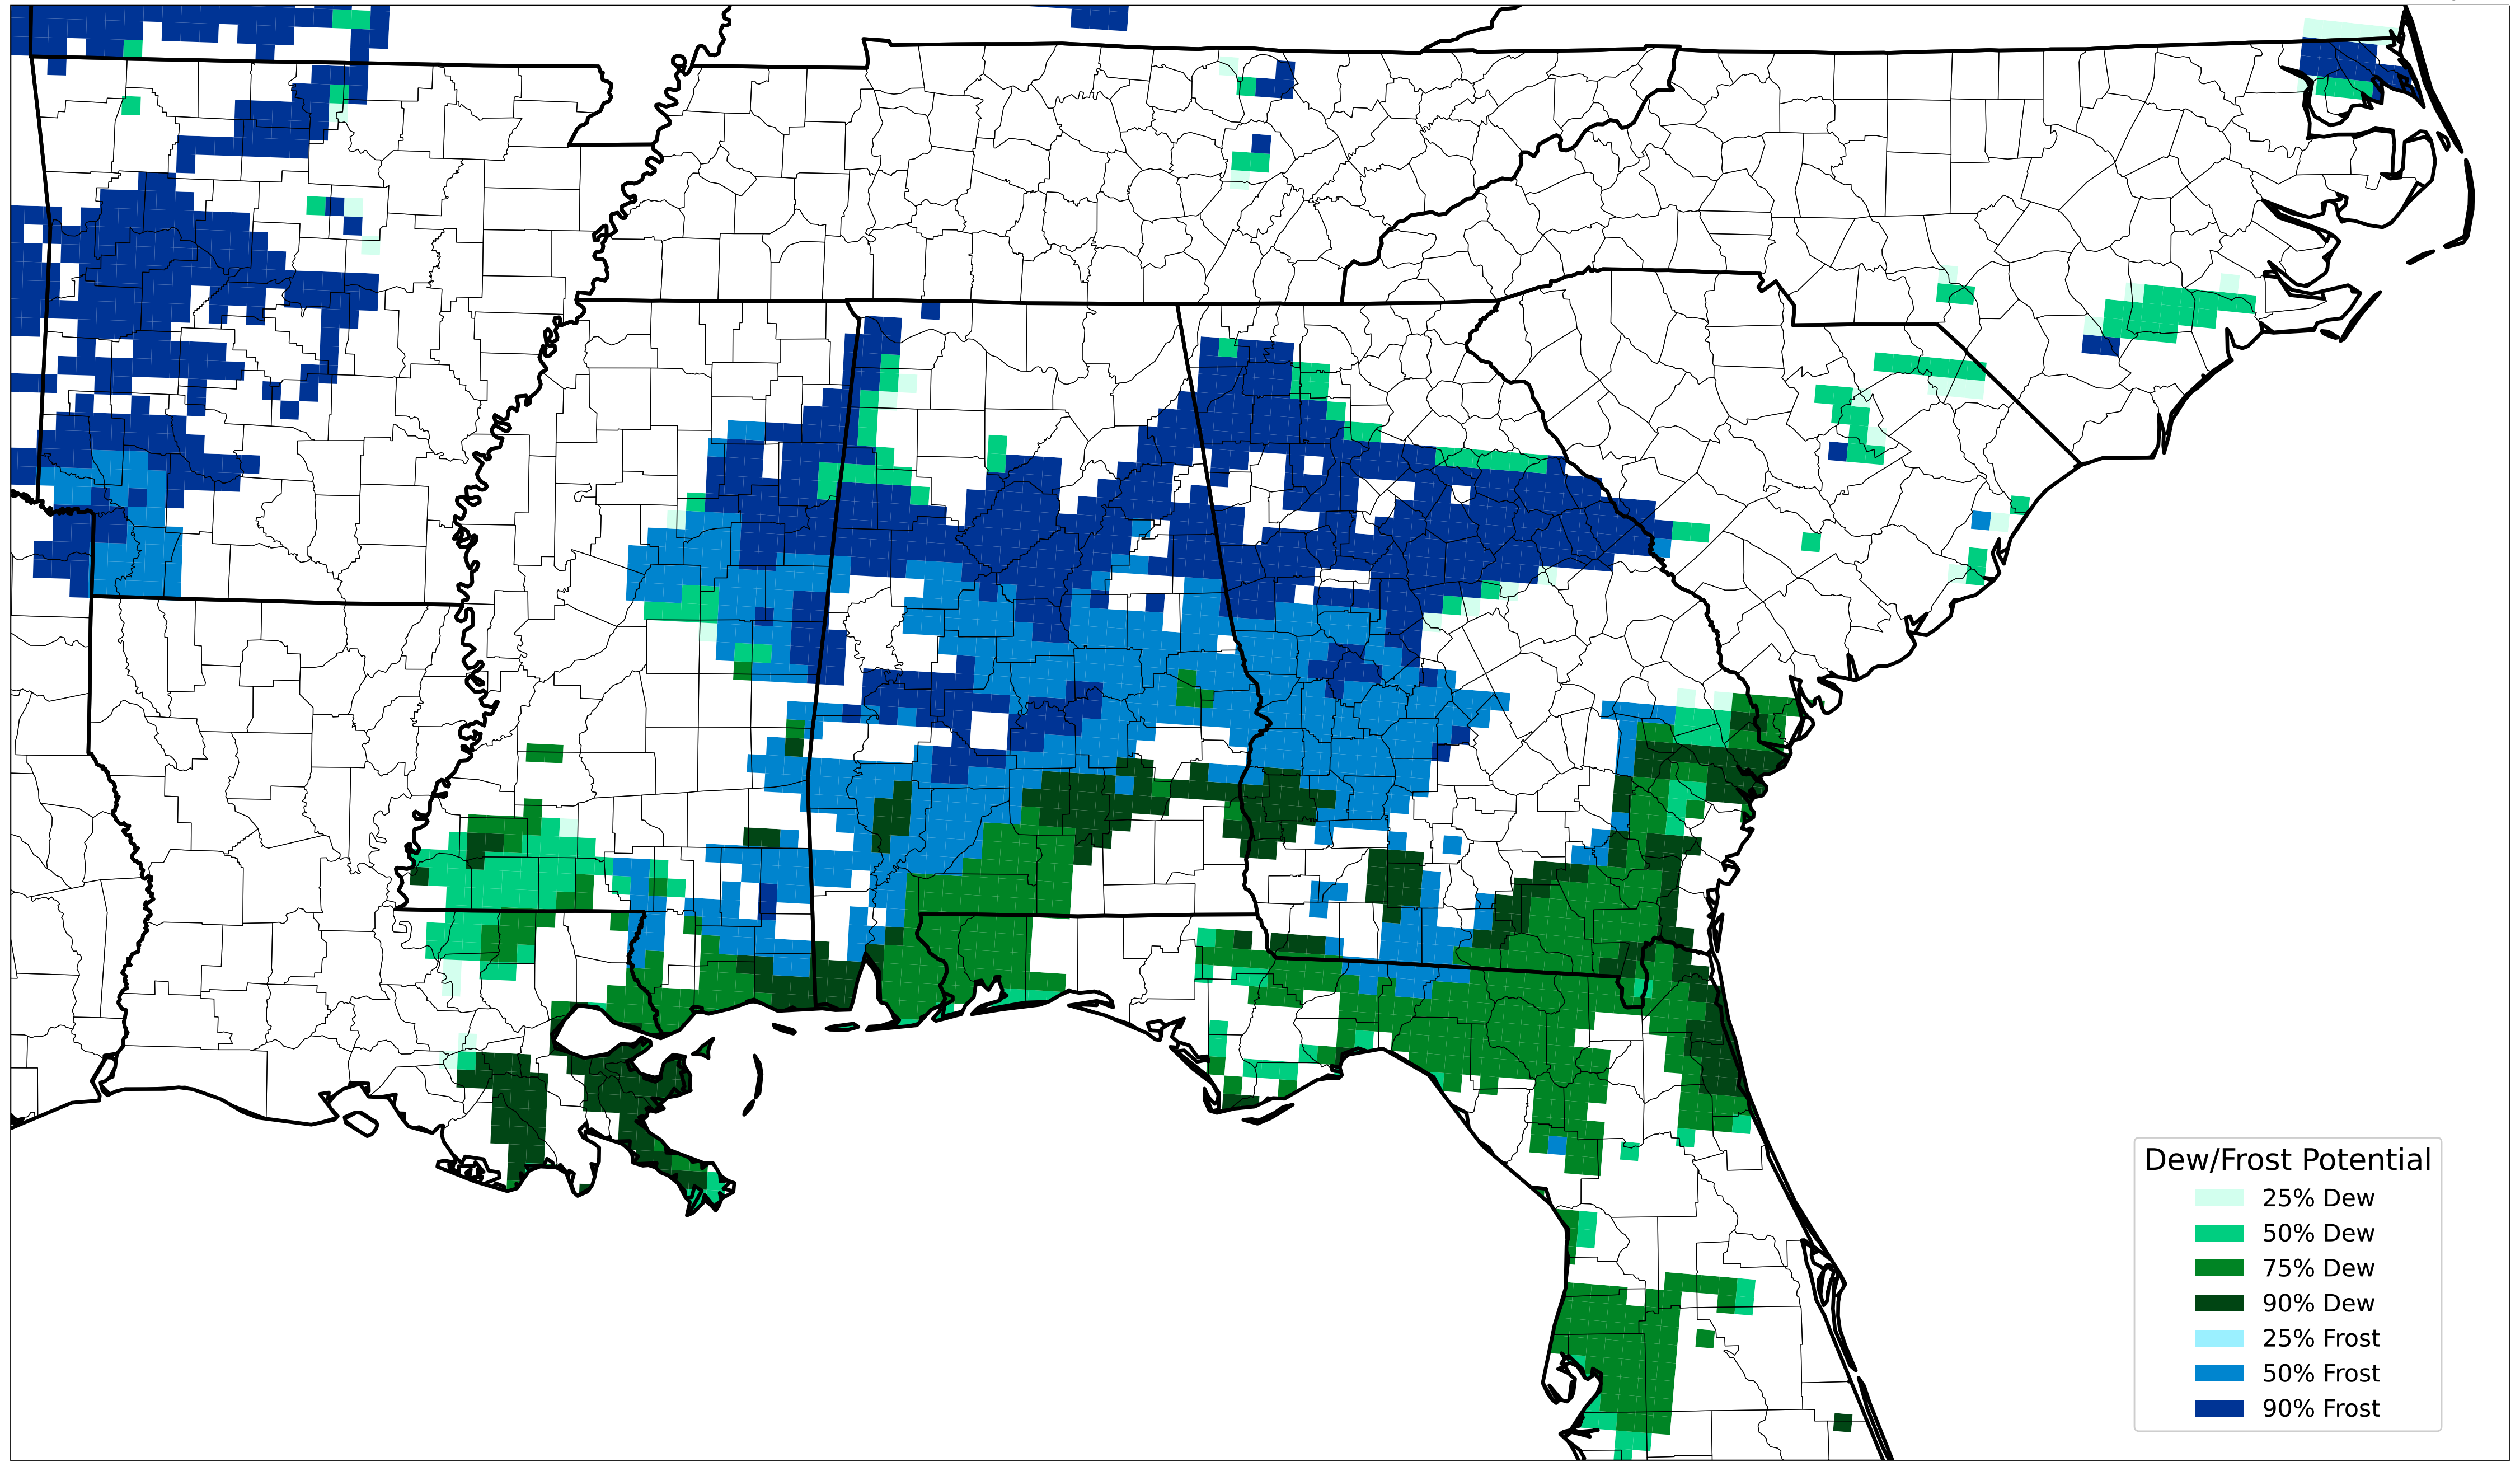 Dew/Frost Potential
25% Dew
50% Dew
75% Dew
90% Dew
25% Frost
50% Frost
90% Frost